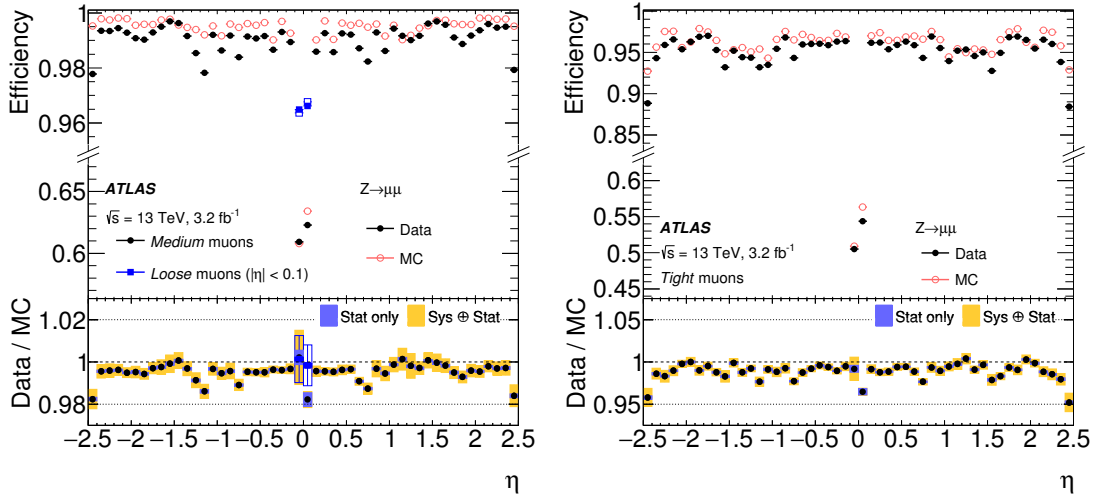 Efficiency
1
0.98
0.96
0.65
0.6
ATLAS
√s = 13 TeV, 3.2 fb⁻¹
Medium muons
Loose muons (|η| < 0.1)
Z→μμ
Data
MC
Data / MC
1.02
1
0.98
Stat only
Sys ⊕ Stat
−2.5 −2 −1.5 −1 −0.5 0 0.5 1 1.5 2 2.5
η
Efficiency
1
0.95
0.9
0.85
0.6
0.55
0.5
0.45
ATLAS
√s = 13 TeV, 3.2 fb⁻¹
Tight muons
Z→μμ
Data
MC
Data / MC
1.05
1
0.95
Stat only
Sys ⊕ Stat
−2.5 −2 −1.5 −1 −0.5 0 0.5 1 1.5 2 2.5
η